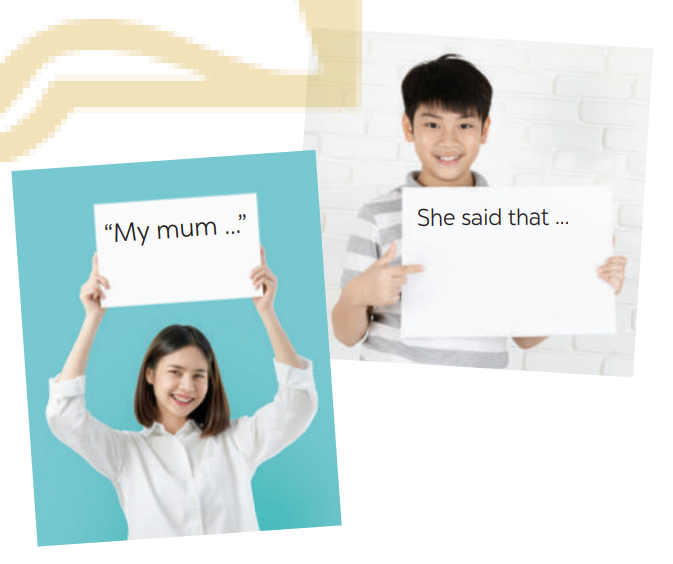 “My mum ...”
She said that ...